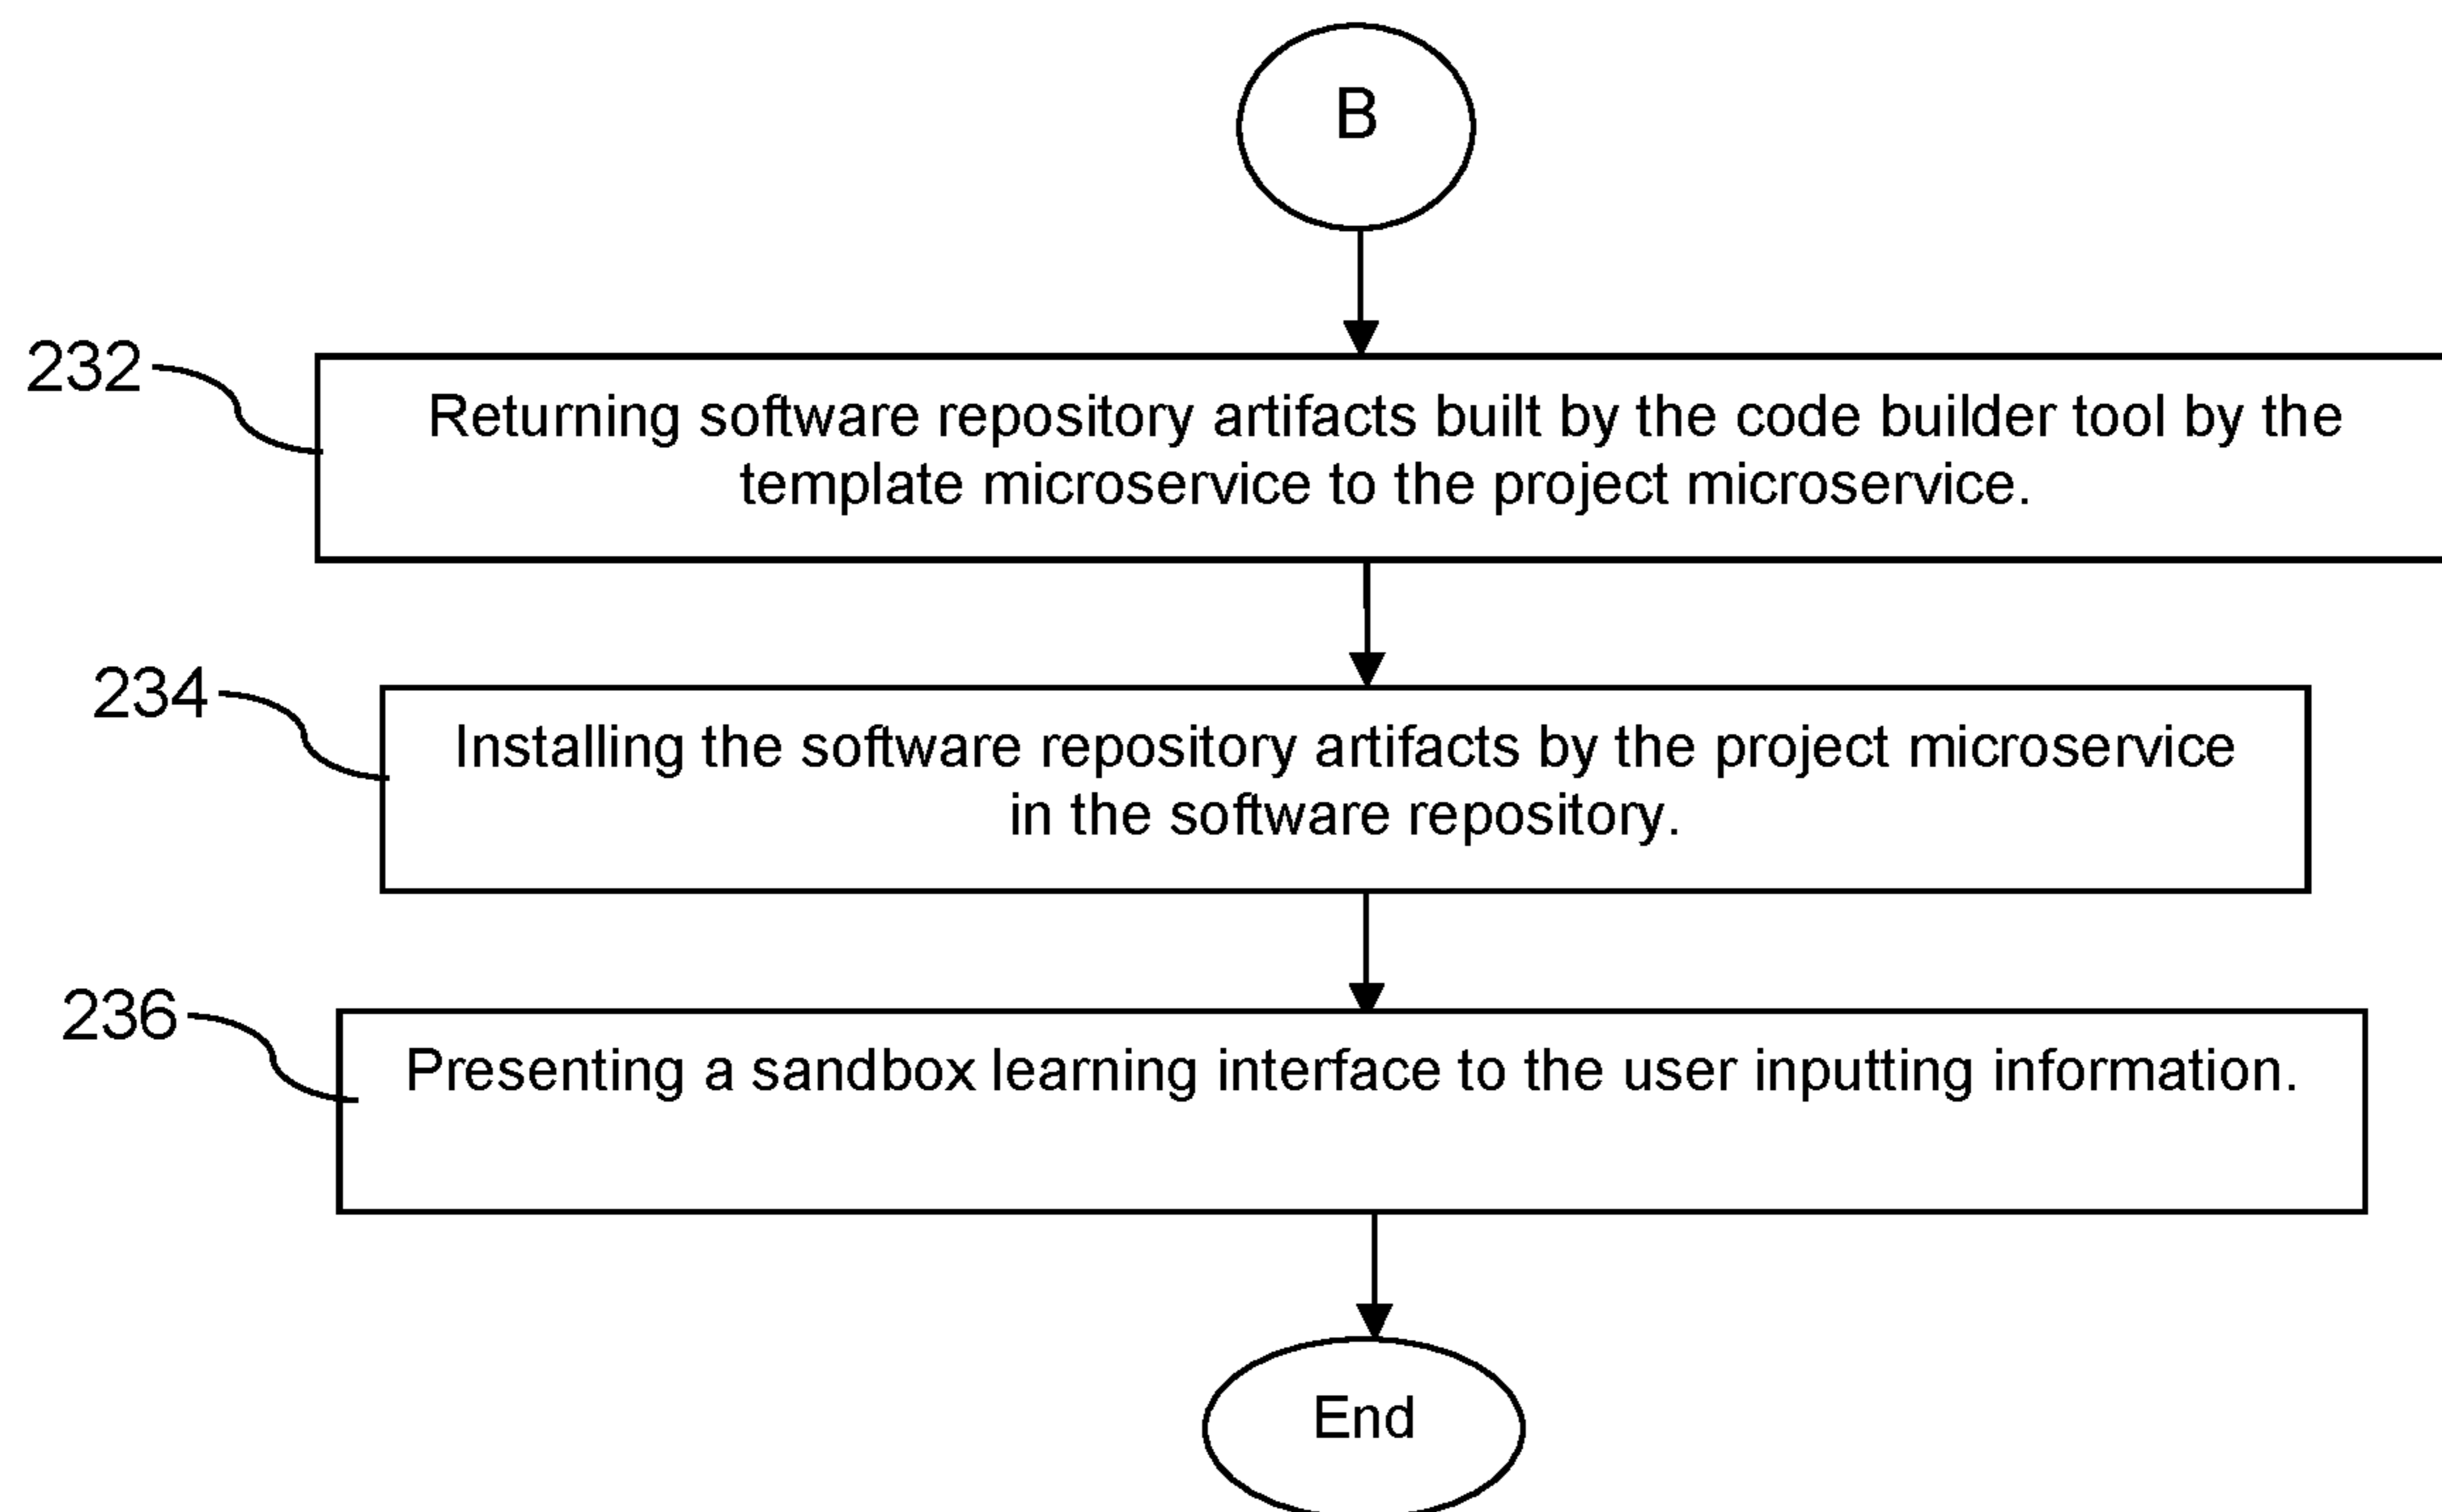 B
232
Returning software repository artifacts built by the code builder tool by the
template microservice to the project microservice.
234
Installing the software repository artifacts by the project microservice
in the software repository.
236
Presenting a sandbox learning interface to the user inputting information.
End